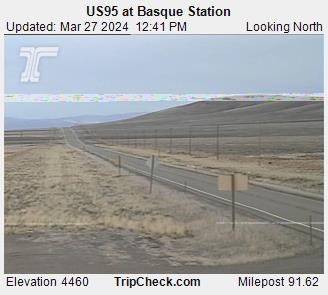 US95 at Basque Station
Updated: Mar 27 2024 12:41 PM Looking North
Elevation 4460 TripCheck.com Milepost 91.62